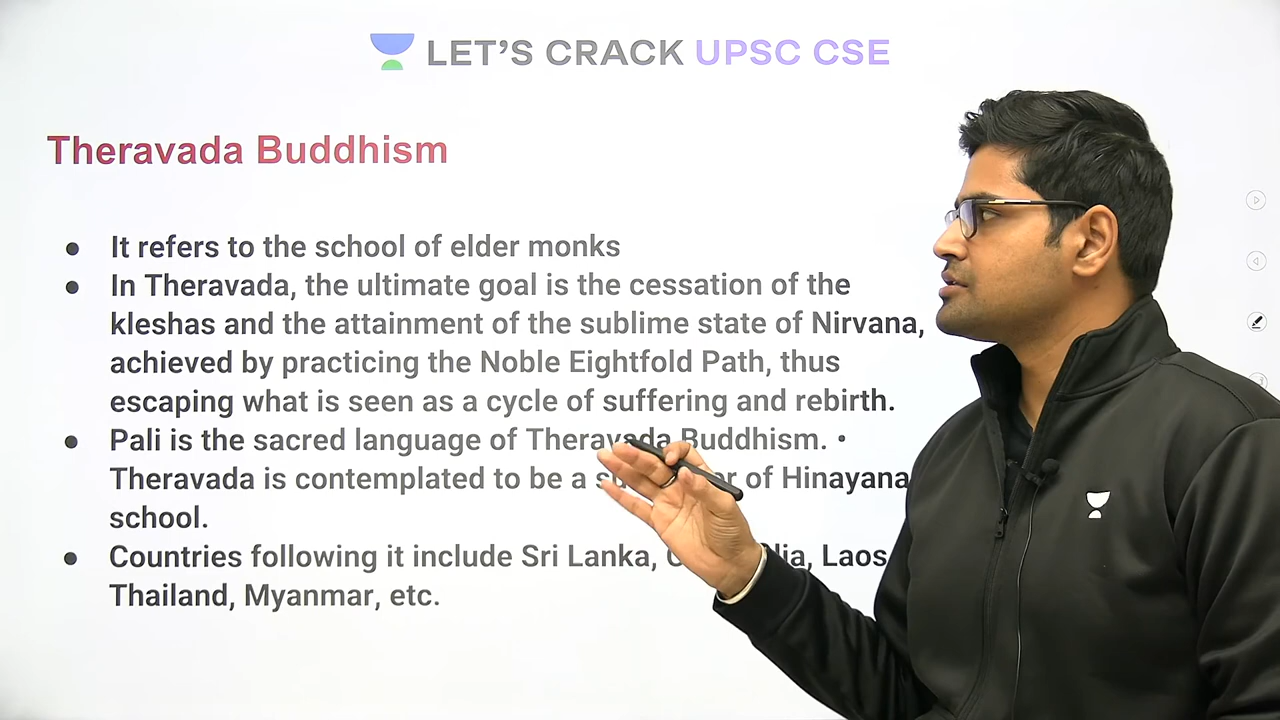 LET'S CRACK UPSC CSE
Theravada Buddhism
● It refers to the school of elder monks
● In Theravada, the ultimate goal is the cessation of the
kleshas and the attainment of the sublime state of Nirvana,
achieved by practicing the Noble Eightfold Path, thus
escaping what is seen as a cycle of suffering and rebirth.
● Pali is the sacred language of Theravada Buddhism. •
Theravada is contemplated to be a of Hinayana
school.
● Countries following it include Sri Lanka, Laos
Thailand, Myanmar, etc.